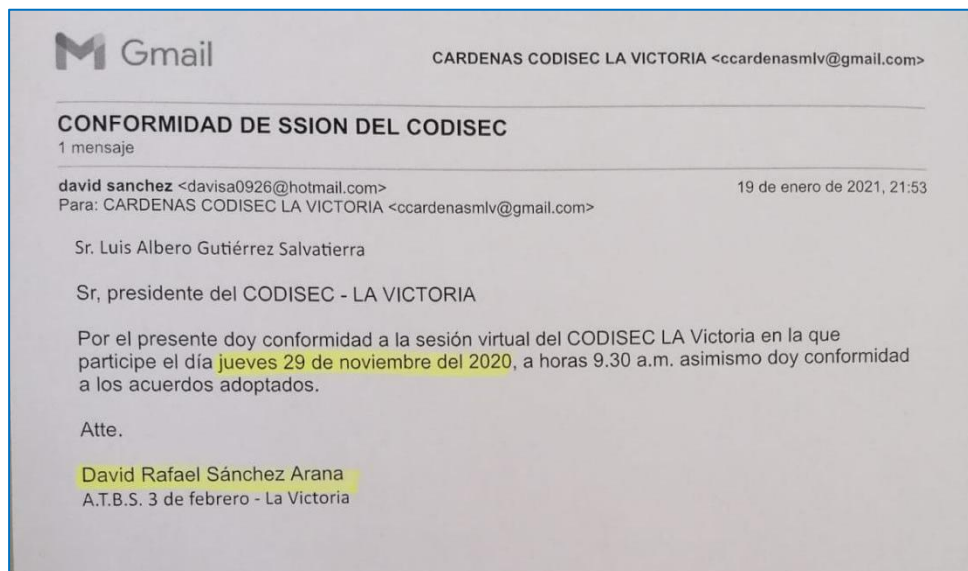 Gmail
CARDENAS CODISEC LA VICTORIA <ccardenasmlv@gmail.com>
CONFORMIDAD DE SSION DEL CODISEC
1 mensaje
david sanchez <davisa0926@hotmail.com>
19 de enero de 2021, 21:53
Para: CARDENAS CODISEC LA VICTORIA <ccardenasmlv@gmail.com>
Sr. Luis Albero Gutiérrez Salvatierra
Sr, presidente del CODISEC - LA VICTORIA
Por el presente doy conformidad a la sesión virtual del CODISEC LA Victoria en la que
participe el día jueves 29 de noviembre del 2020, a horas 9.30 a.m. asimismo doy conformidad
a los acuerdos adoptados.
Atte.
David Rafael Sánchez Arana
A.T.B.S. 3 de febrero - La Victoria